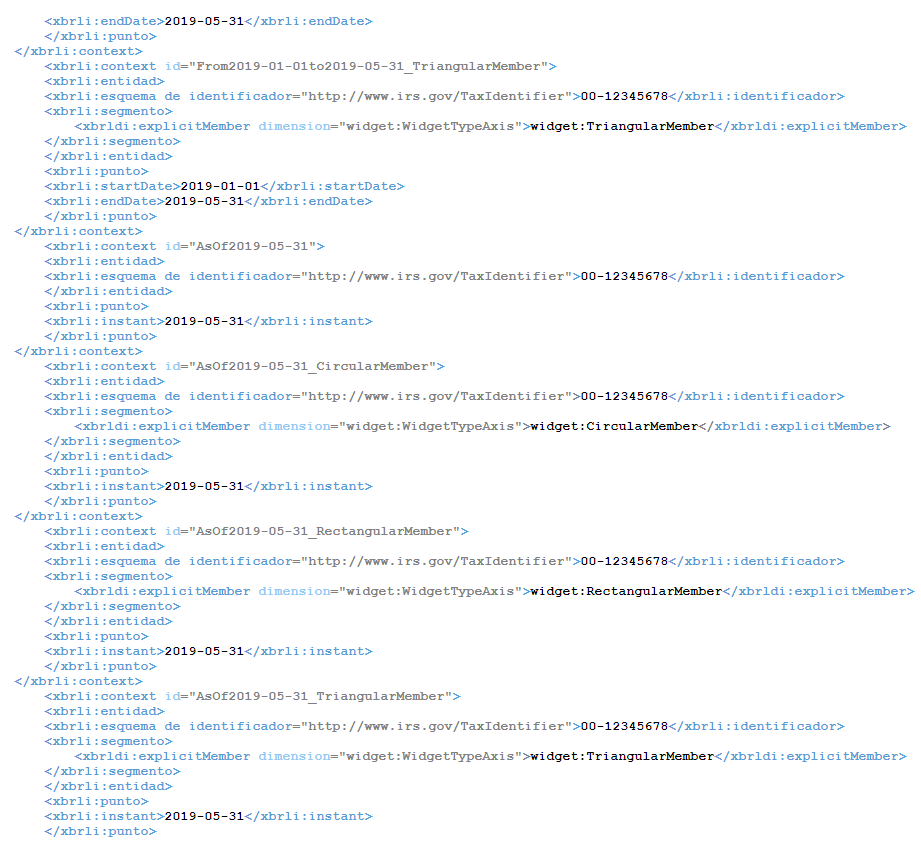 <xbrli:endDate>2019-05-31</xbrli:endDate>
</xbrli:punto>
</xbrli:context>
<xbrli:context id="From2019-01-01to2019-05-31_TriangularMember">
<xbrli:entidad>
<xbrli:esquema de identificador="http://www.irs.gov/TaxIdentifier">00-12345678</xbrli:identificador>
<xbrli:segmento>
<xbrldi:explicitMember dimension="widget:WidgetTypeAxis">widget:TriangularMember</xbrldi:explicitMember>
</xbrli:segmento>
</xbrli:entidad>
<xbrli:punto>
<xbrli:startDate>2019-01-01</xbrli:startDate>
<xbrli:endDate>2019-05-31</xbrli:endDate>
</xbrli:punto>
</xbrli:context>
<xbrli:context id="AsOf2019-05-31">
<xbrli:entidad>
<xbrli:esquema de identificador="http://www.irs.gov/TaxIdentifier">00-12345678</xbrli:identificador>
</xbrli:entidad>
<xbrli:punto>
<xbrli:instant>2019-05-31</xbrli:instant>
</xbrli:punto>
</xbrli:context>
<xbrli:context id="AsOf2019-05-31_CircularMember">
<xbrli:entidad>
<xbrli:esquema de identificador="http://www.irs.gov/TaxIdentifier">00-12345678</xbrli:identificador>
<xbrli:segmento>
<xbrldi:explicitMember dimension="widget:WidgetTypeAxis">widget:CircularMember</xbrldi:explicitMember>
</xbrli:segmento>
</xbrli:entidad>
<xbrli:punto>
<xbrli:instant>2019-05-31</xbrli:instant>
</xbrli:punto>
</xbrli:context>
<xbrli:context id="AsOf2019-05-31_RectangularMember">
<xbrli:entidad>
<xbrli:esquema de identificador="http://www.irs.gov/TaxIdentifier">00-12345678</xbrli:identificador>
<xbrli:segmento>
<xbrldi:explicitMember dimension="widget:WidgetTypeAxis">widget:RectangularMember</xbrldi:explicitMember>
</xbrli:segmento>
</xbrli:entidad>
<xbrli:punto>
<xbrli:instant>2019-05-31</xbrli:instant>
</xbrli:punto>
</xbrli:context>
<xbrli:context id="AsOf2019-05-31_TriangularMember">
<xbrli:entidad>
<xbrli:esquema de identificador="http://www.irs.gov/TaxIdentifier">00-12345678</xbrli:identificador>
<xbrli:segmento>
<xbrldi:explicitMember dimension="widget:WidgetTypeAxis">widget:TriangularMember</xbrldi:explicitMember>
</xbrli:segmento>
</xbrli:entidad>
<xbrli:punto>
<xbrli:instant>2019-05-31</xbrli:instant>
</xbrli:punto>